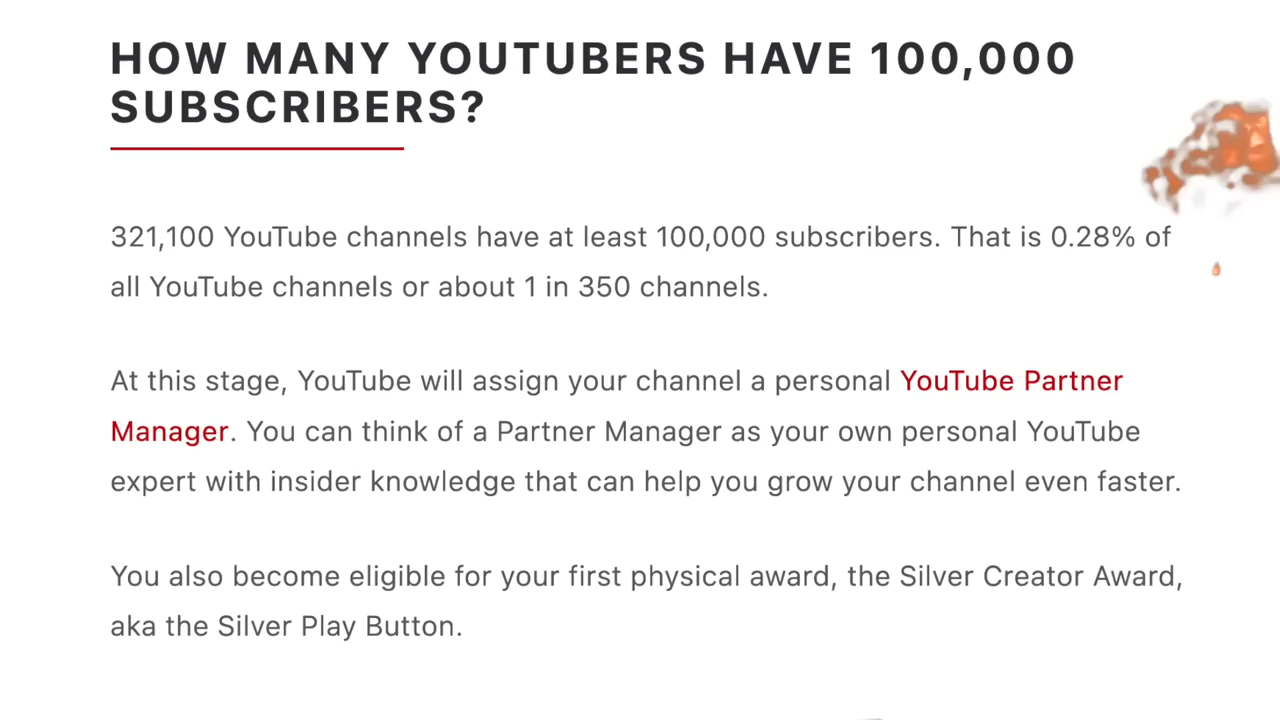 HOW MANY YOUTUBERS HAVE 100,000
SUBSCRIBERS?
321,100 YouTube channels have at least 100,000 subscribers. That is 0.28% of
all YouTube channels or about 1 in 350 channels.
At this stage, YouTube will assign your channel a personal YouTube Partner
Manager. You can think of a Partner Manager as your own personal YouTube
expert with insider knowledge that can help you grow your channel even faster.
You also become eligible for your first physical award, the Silver Creator Award,
aka the Silver Play Button.